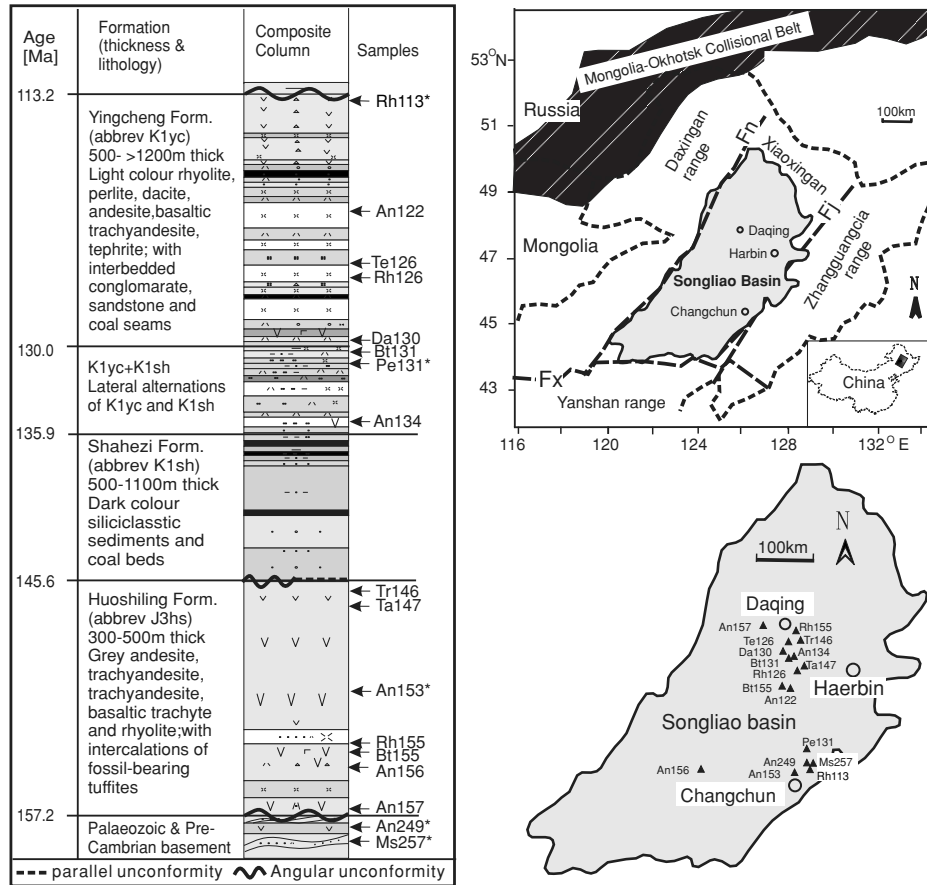 Age
[Ma]
Formation
(thickness &
lithology)
Composite
Column
Samples
113.2
Rh113*
Yingcheng Form.
(abbrev K1yc)
500- >1200m thick
Light colour rhyolite,
perlite, dacite,
andesite,basaltic
trachyandesite,
tephrite; with
interbedded
conglomarate,
sandstone and
coal seams
An122
Te126
Rh126
Da130
130.0
Bt131
Pe131*
K1yc+K1sh
Lateral alternations
of K1yc and K1sh
An134
135.9
Shahezi Form.
(abbrev K1sh)
500-1100m thick
Dark colour
siliciclasstic
sediments and
coal beds
145.6
Tr146
Ta147
Huoshiling Form.
(abbrev J3hs)
300-500m thick
Grey andesite,
trachyandesite,
basaltic trachyte
and rhyolite;with
intercalations of
fossil-bearing
tuffites
An153*
Rh155
Bt155
An156
An157
157.2
Palaeozoic & Pre-
Cambrian basement
An249*
Ms257*
parallel unconformity
Angular unconformity
53°N
51
49
47
45
43
116
120
124
128
132° E
Mongolia-Okhotsk Collisional Belt
Russia
100km
Daxingan
range
Fn
Xiaoxingan
Fj
Zhangguangcia
range
Mongolia
Daqing
Harbin
Songliao Basin
Changchun
N
Fx
Yanshan range
China
N
100km
Daqing
An157
Rh155
Te126
Tr146
Da130
An134
Bt131
Ta147
Rh126
Haerbin
Bt155
An122
Songliao basin
Pe131
An249
Ms257
An156
An153
Rh113
Changchun